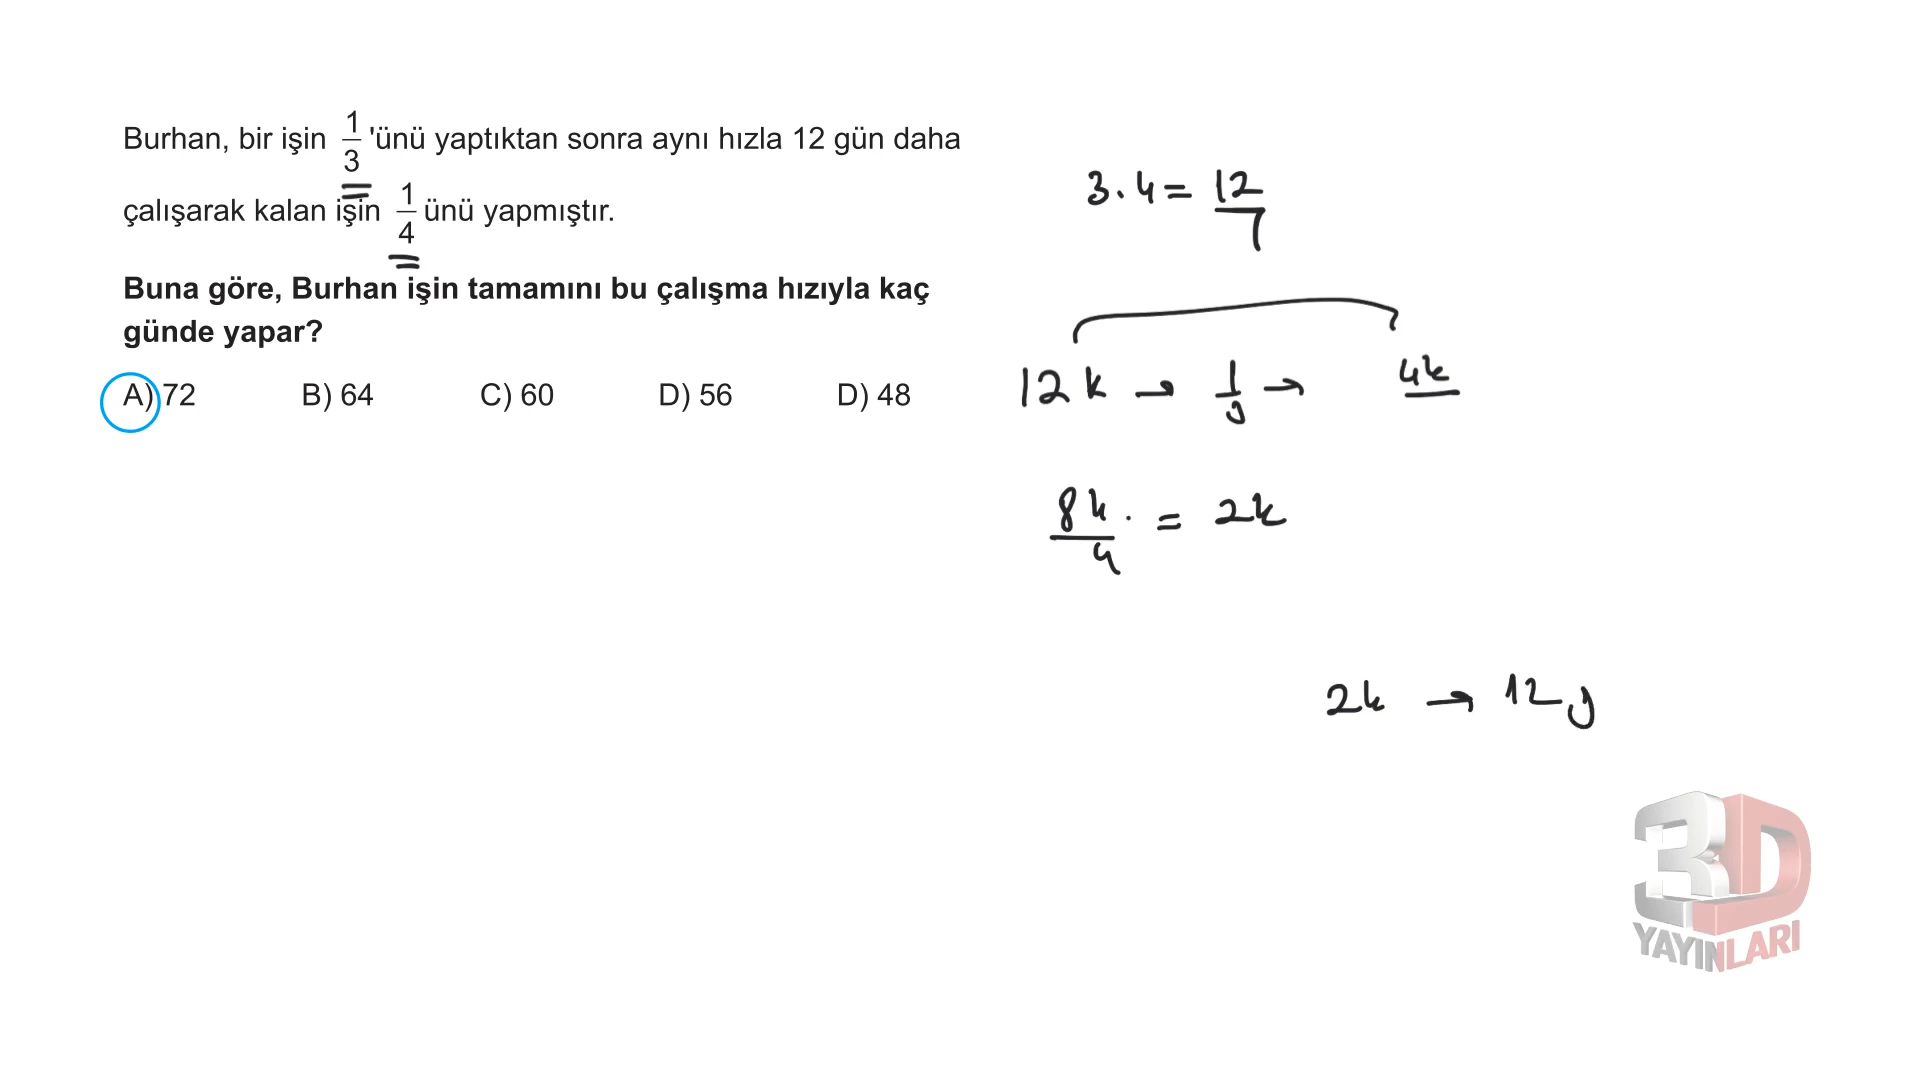 Burhan, bir işin 1/3 'ünü yaptıktan sonra aynı hızla 12 gün daha
çalışarak kalan işin 1/4 ünü yapmıştır.
Buna göre, Burhan işin tamamını bu çalışma hızıyla kaç
günde yapar?
A) 72 B) 64 C) 60 D) 56 D) 48
3.4 = 12
12k → 1/9 → 4k
8k/4 = 2k
2k → 12g
3D
YAYINLARI